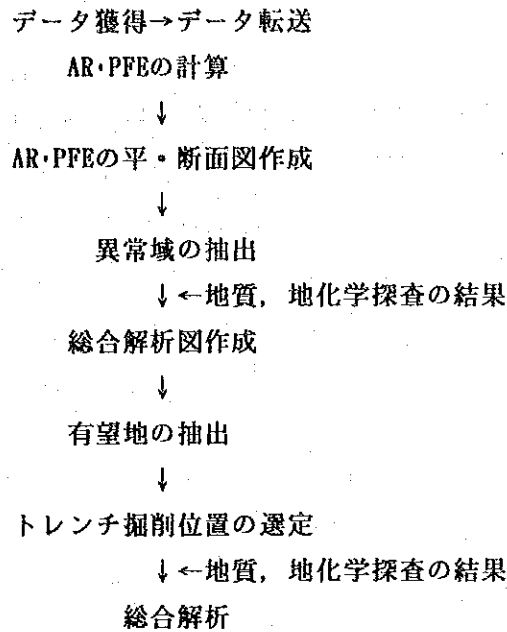 データ獲得→データ転送
AR・PFEの計算
↓
AR・PFEの平・断面図作成
↓
異常域の抽出
↓←地質，地化学探査の結果
総合解析図作成
↓
有望地の抽出
↓
トレンチ掘削位置の選定
↓←地質，地化学探査の結果
総合解析